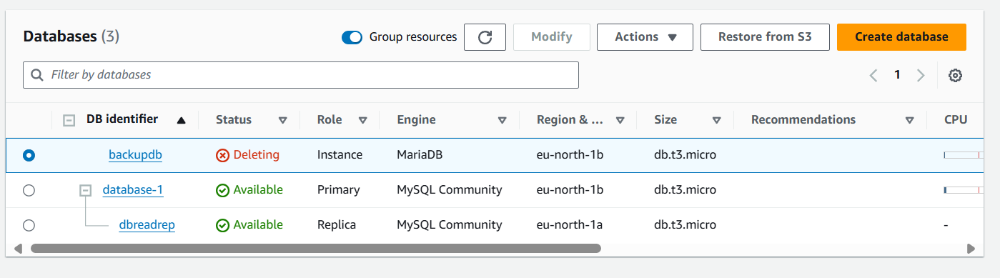 Databases (3) Group resources Modify Actions Restore from S3 Create database
Filter by databases 1
DB identifier Status Role Engine Region & ... Size Recommendations CPU
backupdb Deleting Instance MariaDB eu-north-1b db.t3.micro
database-1 Available Primary MySQL Community eu-north-1b db.t3.micro
dbreadrep Available Replica MySQL Community eu-north-1a db.t3.micro -